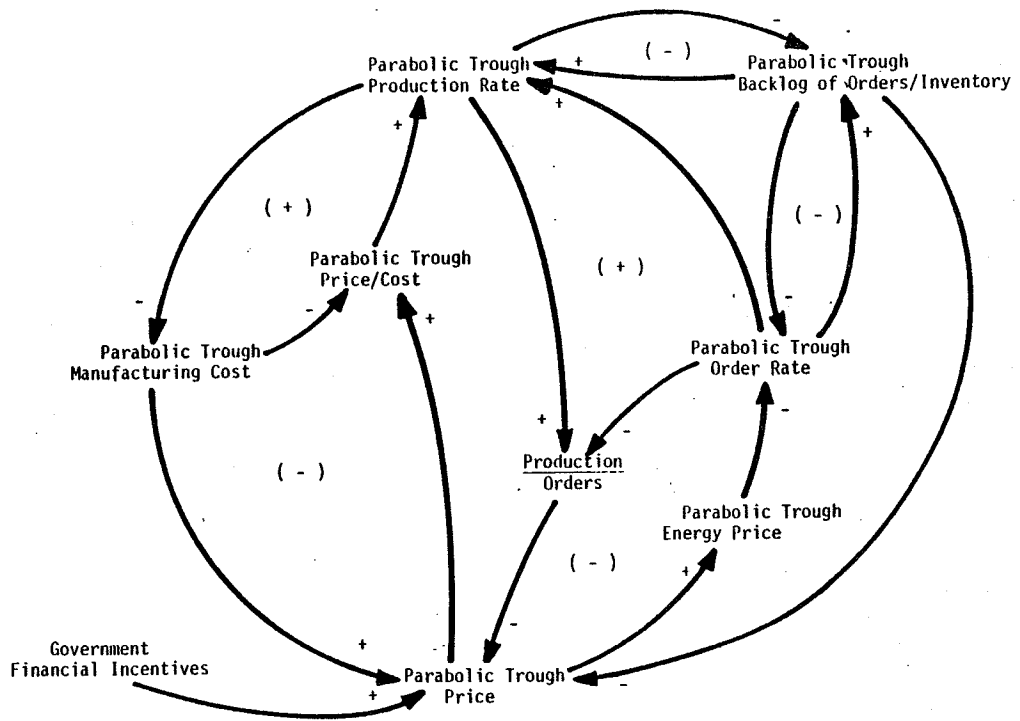 Parabolic Trough
Production Rate
Parabolic Trough
Backlog of Orders/Inventory
-
( - )
+
+
+
+
( + )
( - )
Parabolic Trough
Price/Cost
( + )
-
-
-
+
Parabolic Trough
Manufacturing Cost
Parabolic Trough
Order Rate
-
+
-
Production
Orders
( - )
Parabolic Trough
Energy Price
( - )
+
-
+
Government
Financial Incentives
Parabolic Trough
Price
+
-